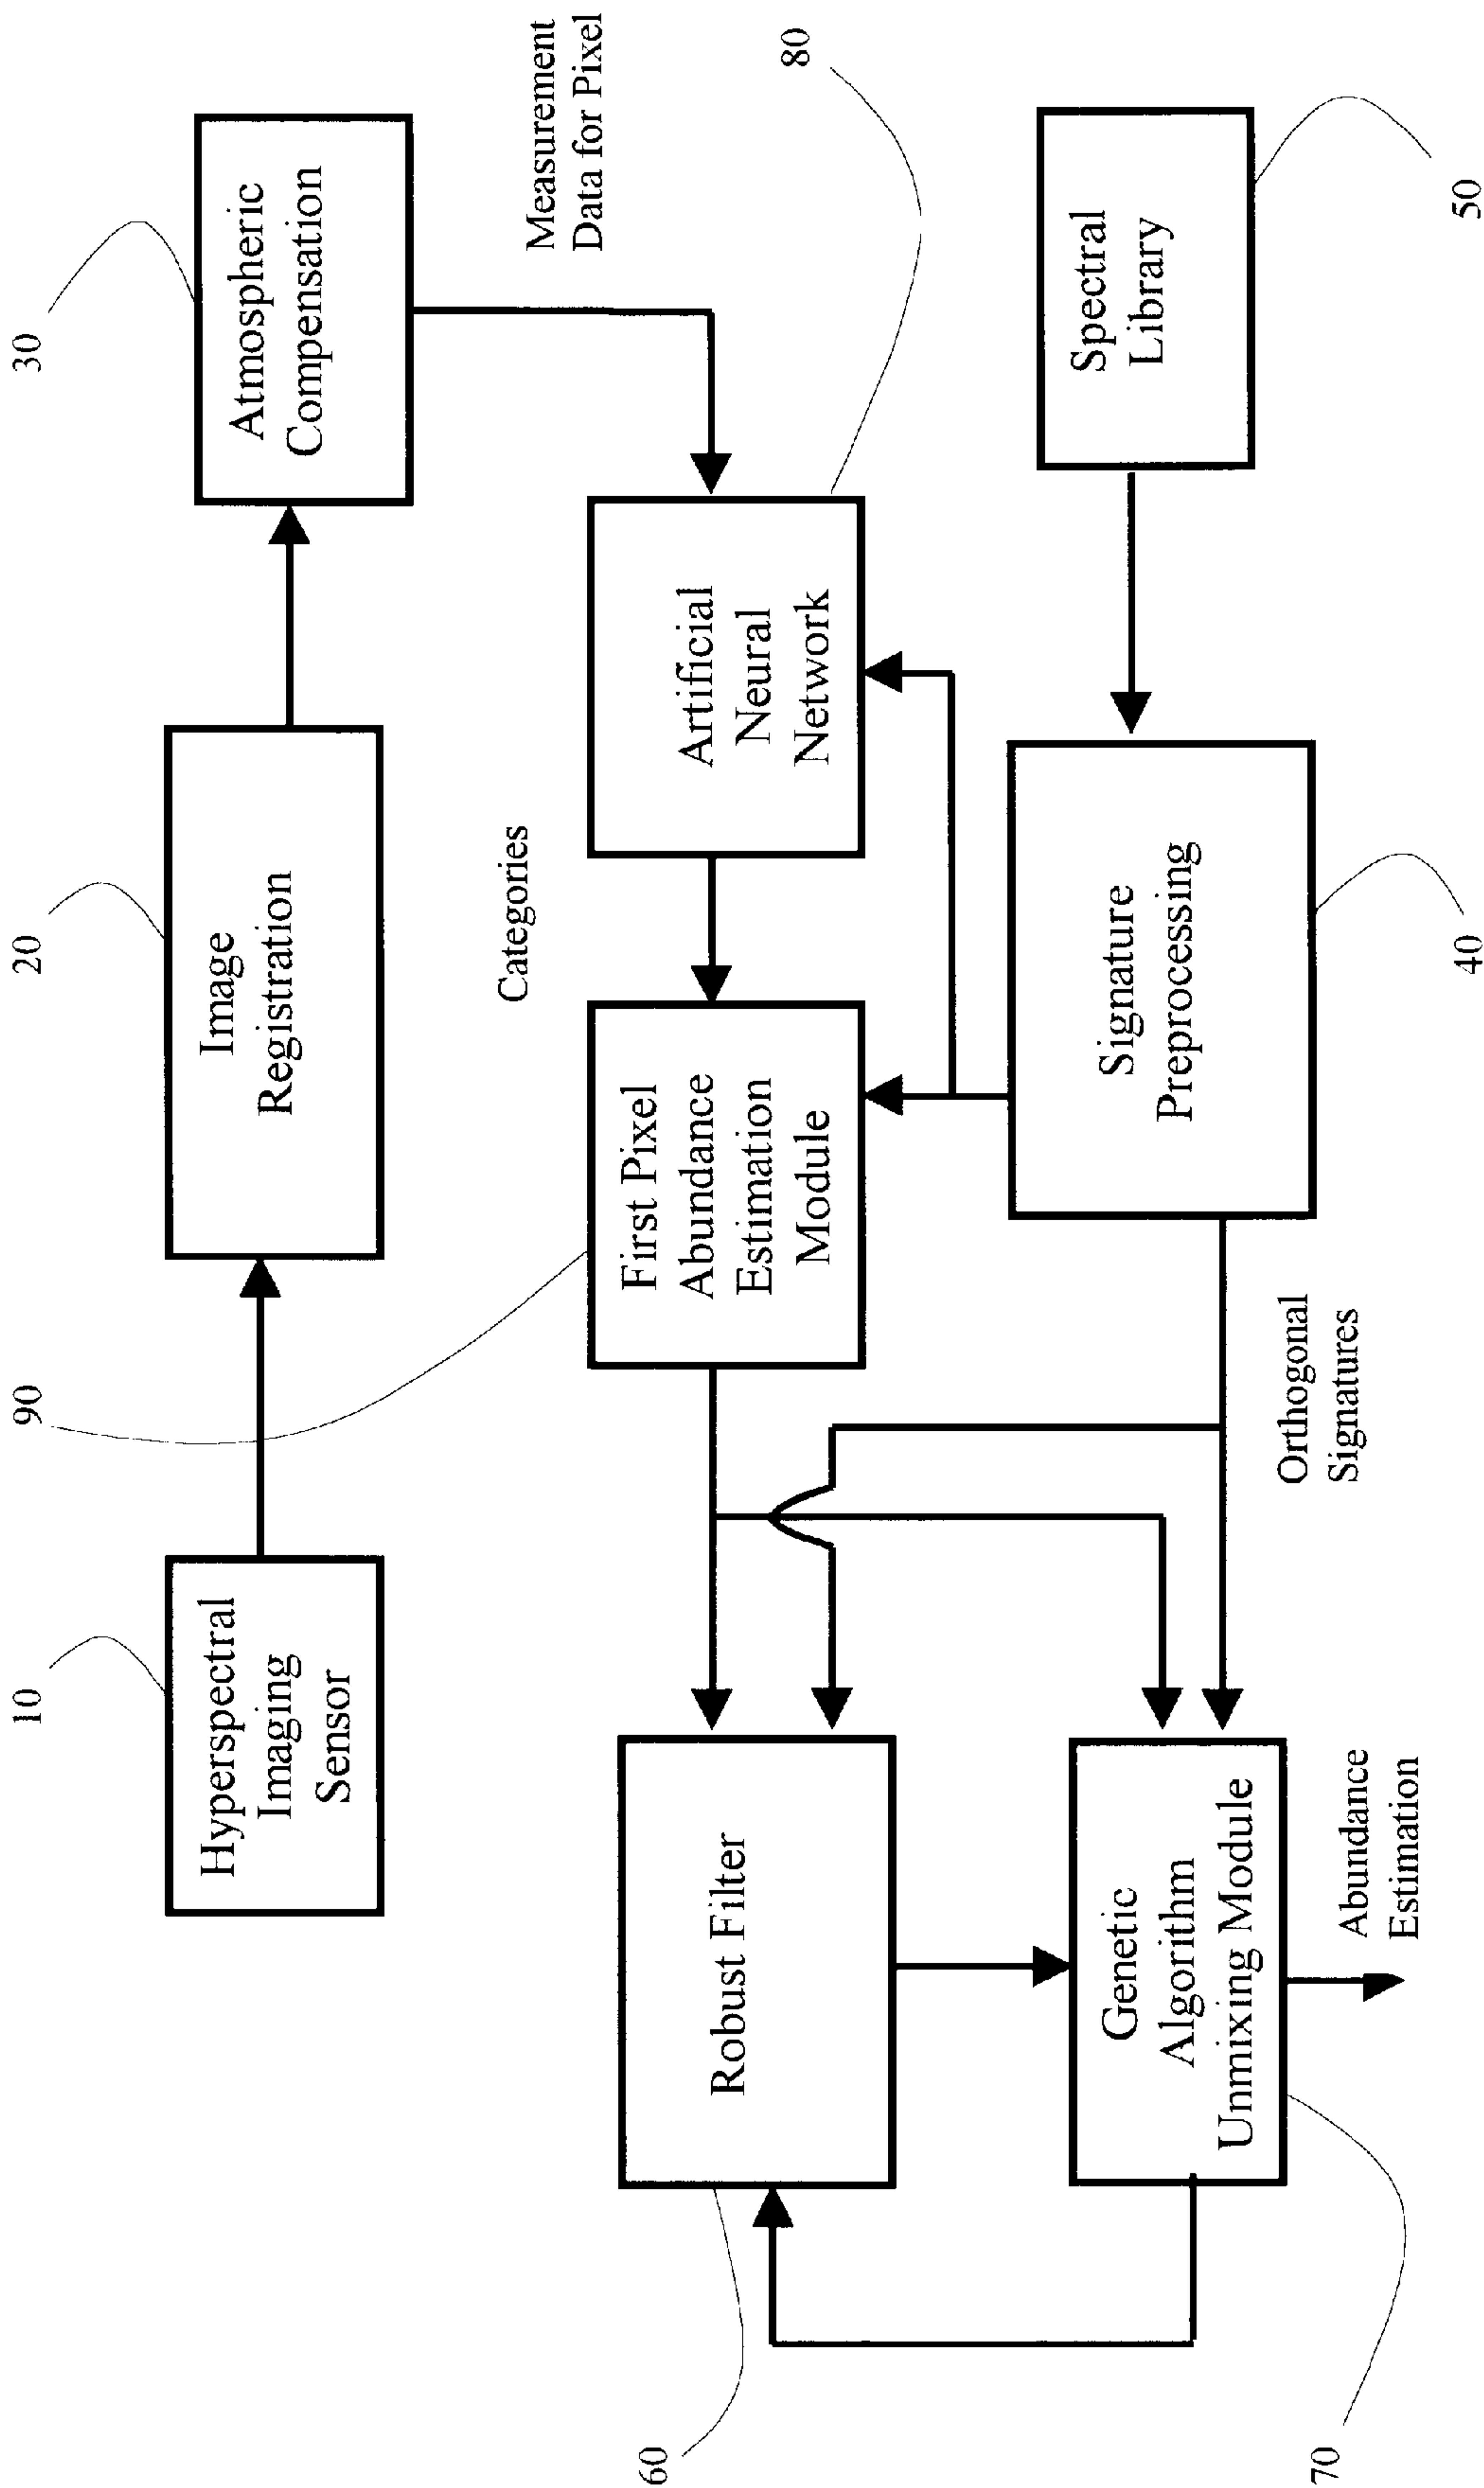 10
Hyperspectral
Imaging
Sensor
20
Image
Registration
30
Atmospheric
Compensation
Measurement
Data for Pixel
90
Categories
80
Robust Filter
60
First Pixel
Abundance
Estimation
Module
Artificial
Neural
Network
Genetic
Algorithm
Unmixing Module
70
Abundance
Estimation
Orthogonal
Signatures
Signature
Preprocessing
40
Spectral
Library
50